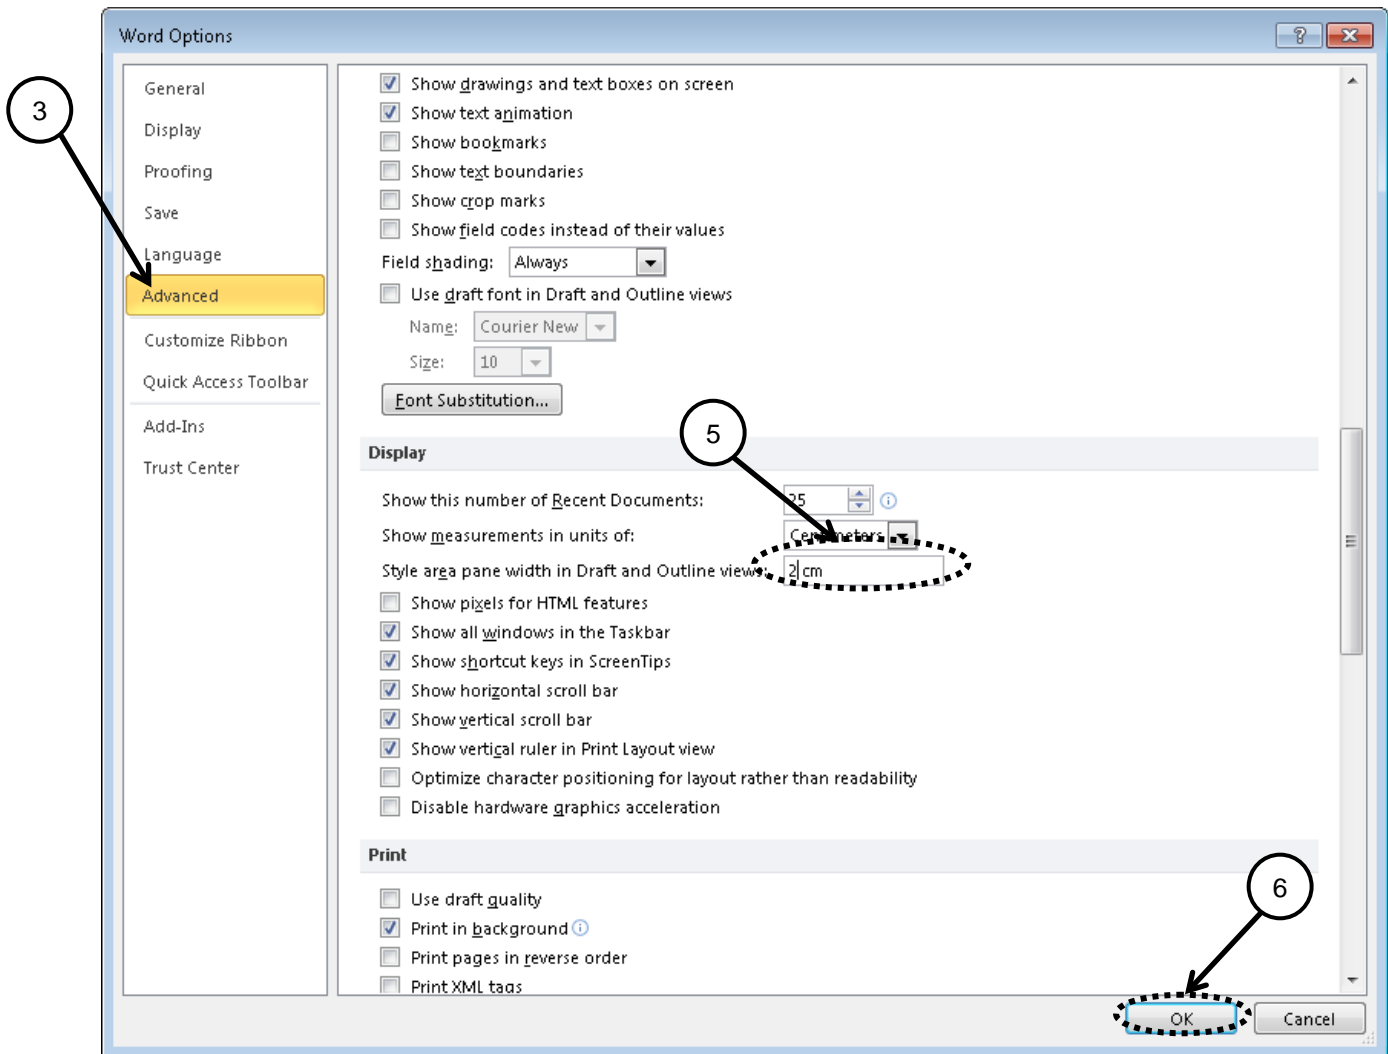 Word Options
3
General
Display
Proofing
Save
Language
Advanced
Customize Ribbon
Quick Access Toolbar
Add-Ins
Trust Center
Show drawings and text boxes on screen
Show text animation
Show bookmarks
Show text boundaries
Show crop marks
Show field codes instead of their values
Field shading: Always
Use draft font in Draft and Outline views
Name: Courier New
Size: 10
Font Substitution...
5
Display
Show this number of Recent Documents: 25
Show measurements in units of: Centimeters
Style area pane width in Draft and Outline views: 2 cm
Show pixels for HTML features
Show all windows in the Taskbar
Show shortcut keys in ScreenTips
Show horizontal scroll bar
Show vertical scroll bar
Show vertical ruler in Print Layout view
Optimize character positioning for layout rather than readability
Disable hardware graphics acceleration
Print
6
Use draft quality
Print in background
Print pages in reverse order
Print XML tags
OK Cancel